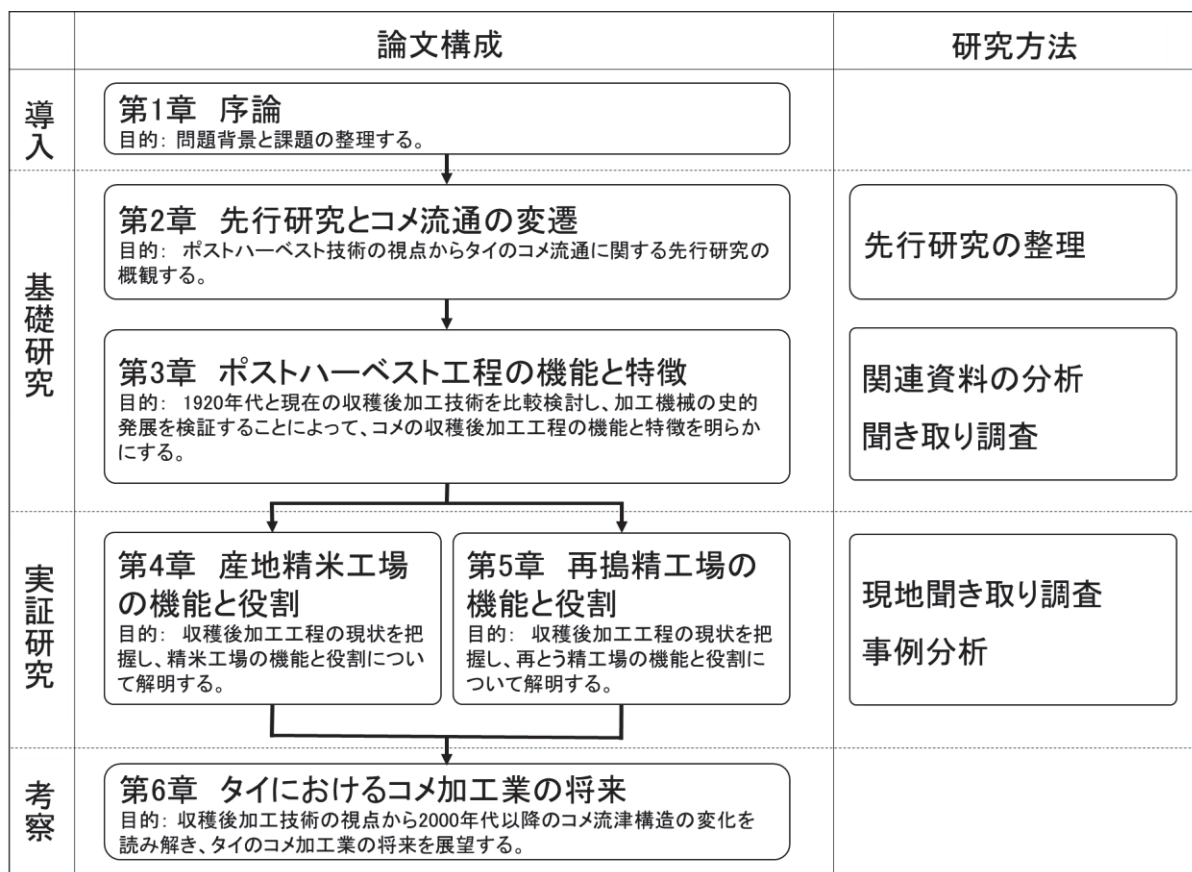 論文構成
研究方法
導入
第1章 序論
目的: 問題背景と課題の整理する。
基礎研究
第2章 先行研究とコメ流通の変遷
目的: ポストハーベスト技術の視点からタイのコメ流通に関する先行研究の
概観する。
先行研究の整理
第3章 ポストハーベスト工程の機能と特徴
目的: 1920年代と現在の収穫後加工技術を比較検討し、加工機械の史的
発展を検証することによって、コメの収穫後加工工程の機能と特徴を明らか
にする。
関連資料の分析
聞き取り調査
実証研究
第4章 産地精米工場
の機能と役割
目的: 収穫後加工工程の現状を把
握し、精米工場の機能と役割につい
て解明する。
第5章 再搗精工場の
機能と役割
目的: 収穫後加工工程の現状を把
握し、再とう精工場の機能と役割に
ついて解明する。
現地聞き取り調査
事例分析
考察
第6章 タイにおけるコメ加工業の将来
目的: 収穫後加工技術の視点から2000年代以降のコメ流津構造の変化を
読み解き、タイのコメ加工業の将来を展望する。